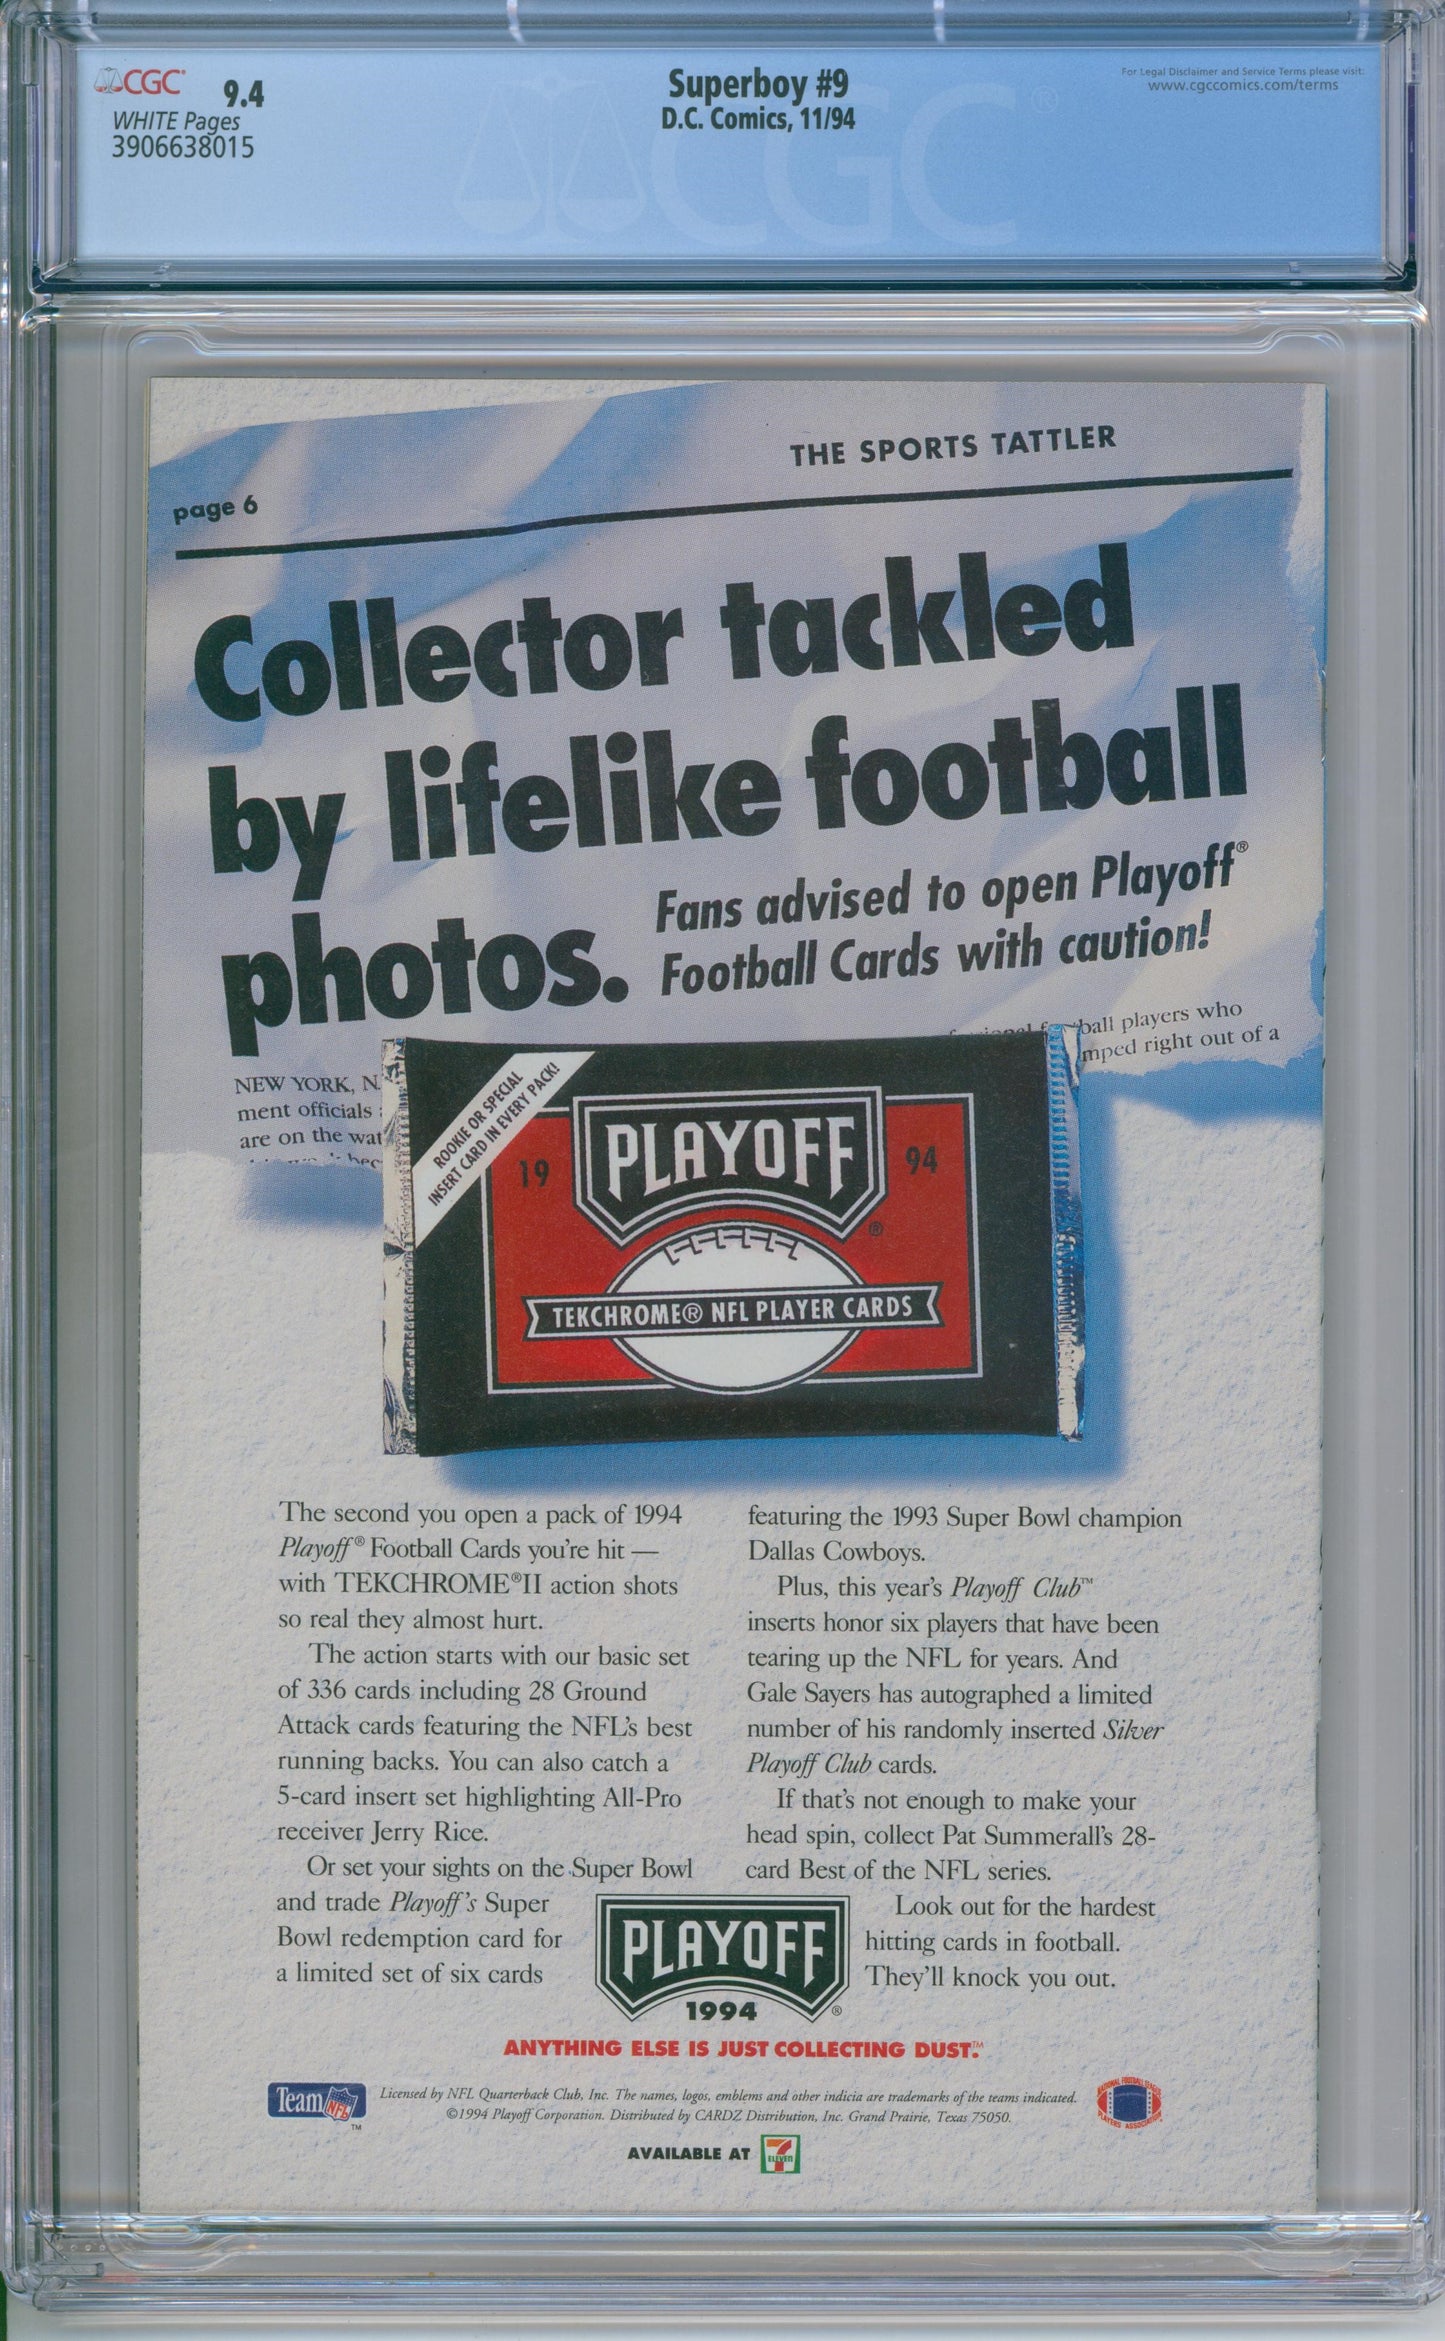 CGC 9.4
WHITE Pages
3906638015
Superboy #9
D.C. Comics, 11/94
For Legal Disclaimer and Service Terms please visit:
www.cgccomics.com/terms
CGC
THE SPORTS TATTLER
page 6
Collector tackled
by lifelike football
photos.
Fans advised to open Playoff®
Football Cards with caution!
ball players who
right out of a
NEW YORK, N.
ment officials
are on the
ROOKIE OR SPECIAL
INSERT CARD IN EVERY PACK!
19 PLAYOFF® 94
TEKCHROME® NFL PLAYER CARDS
The second you open a pack of 1994
Playoff® Football Cards you're hit —
with TEKCHROME®II action shots
so real they almost hurt.
The action starts with our basic set
of 336 cards including 28 Ground
Attack cards featuring the NFL's best
running backs. You can also catch a
5-card insert set highlighting All-Pro
receiver Jerry Rice.
Or set your sights on the Super Bowl
and trade Playoff's Super
Bowl redemption card for
a limited set of six cards
featuring the 1993 Super Bowl champion
Dallas Cowboys.
Plus, this year's Playoff Club™
inserts honor six players that have been
tearing up the NFL for years. And
Gale Sayers has autographed a limited
number of his randomly inserted Silver
Playoff Club cards.
If that's not enough to make your
head spin, collect Pat Summerall's 28-
card Best of the NFL series.
Look out for the hardest
hitting cards in football.
They'll knock you out.
PLAYOFF
1994 ®
ANYTHING ELSE IS JUST COLLECTING DUST.™
Team NFL ™
Licensed by NFL Quarterback Club, Inc. The names, logos, emblems and other indicia are trademarks of the teams indicated.
©1994 Playoff Corporation. Distributed by CARDZ Distribution, Inc. Grand Prairie, Texas 75050.
NATIONAL FOOTBALL LEAGUE
PLAYERS ASSOCIATION
AVAILABLE AT 7 ELEVEN